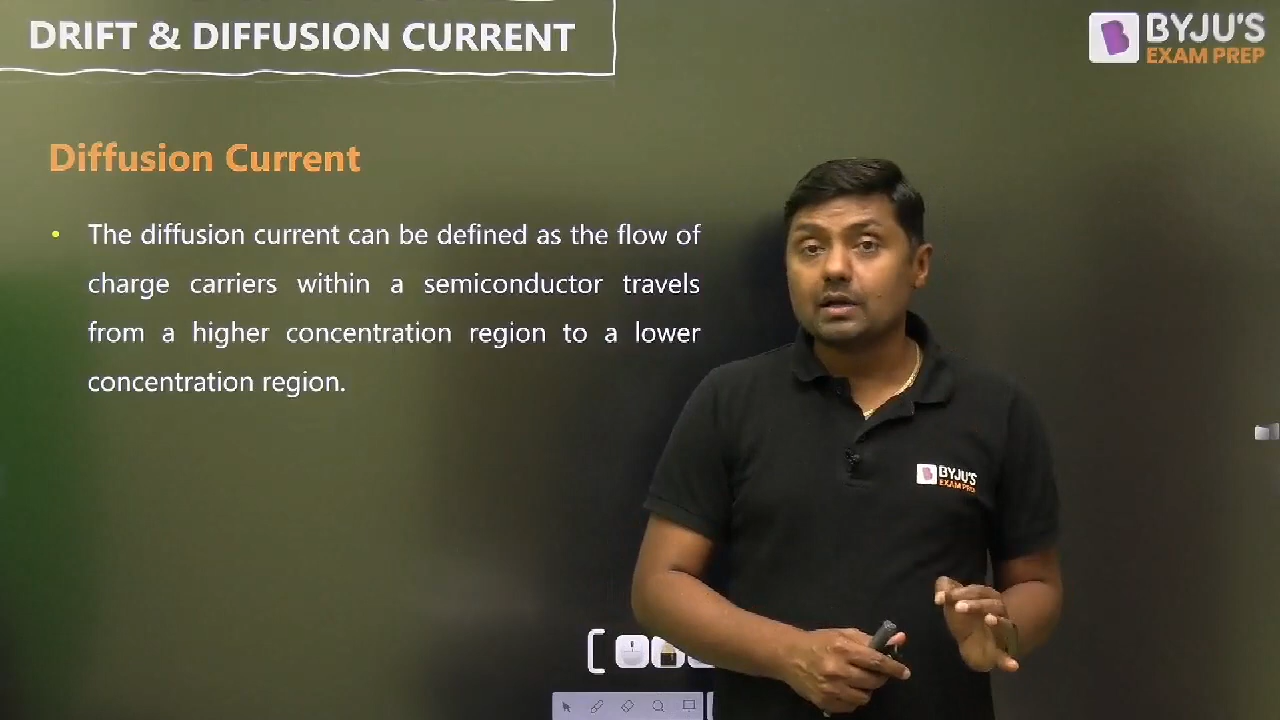 DRIFT & DIFFUSION CURRENT
BYJU'S
EXAM PREP
Diffusion Current
• The diffusion current can be defined as the flow of
charge carriers within a semiconductor travels
from a higher concentration region to a lower
concentration region.
BYJU'S
EXAM PREP